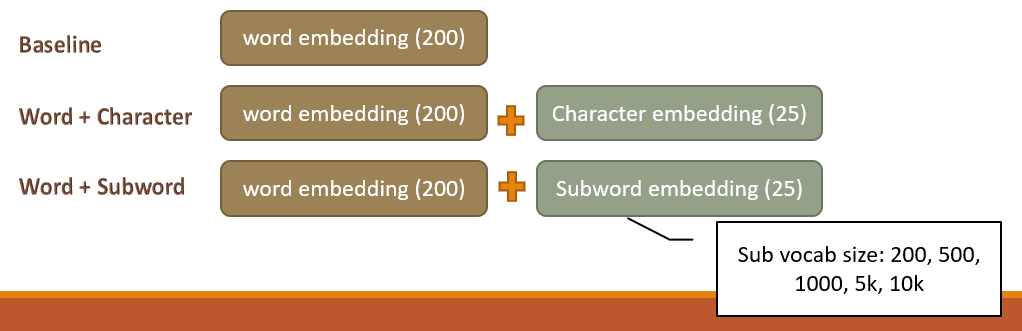 Baseline
word embedding (200)
Word + Character
word embedding (200)
Character embedding (25)
Word + Subword
word embedding (200)
Subword embedding (25)
Sub vocab size: 200, 500,
1000, 5k, 10k